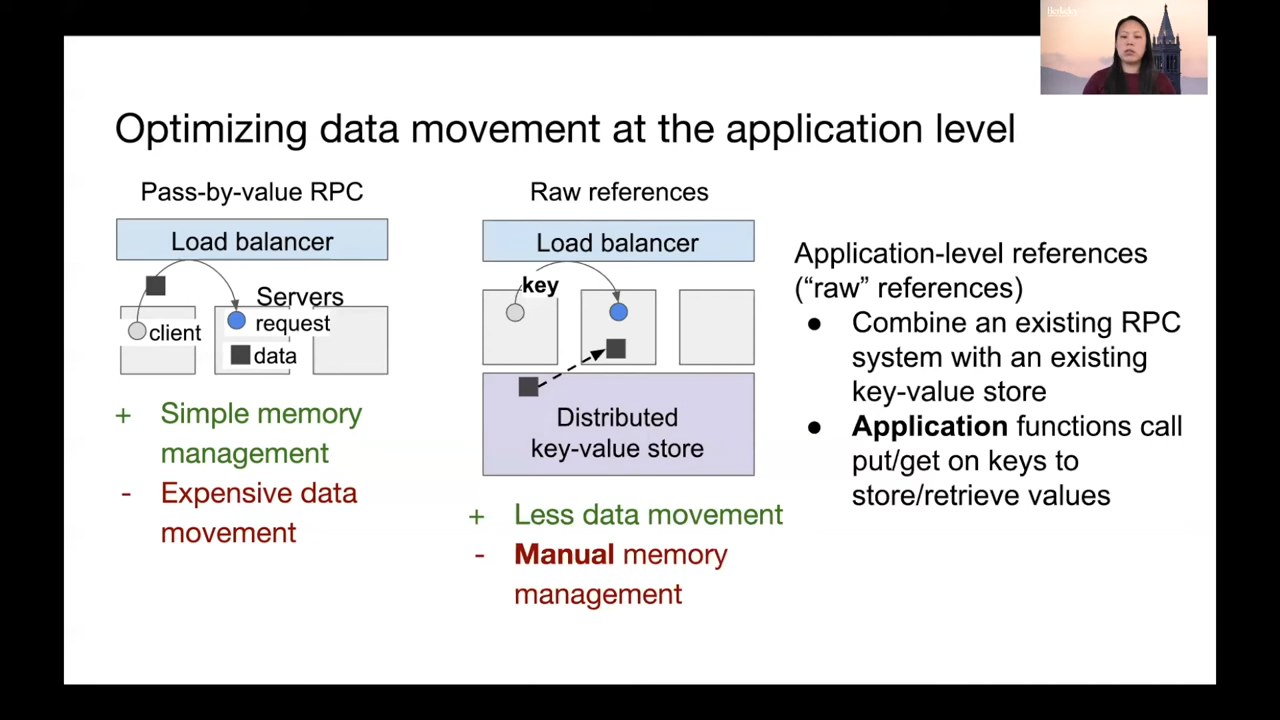 Berkeley
Optimizing data movement at the application level
Pass-by-value RPC
Load balancer
Servers
client
request
data
+ Simple memory
management
- Expensive data
movement
Raw references
Load balancer
key
Distributed
key-value store
+ Less data movement
- Manual memory
management
Application-level references
(“raw” references)
● Combine an existing RPC
system with an existing
key-value store
● Application functions call
put/get on keys to
store/retrieve values